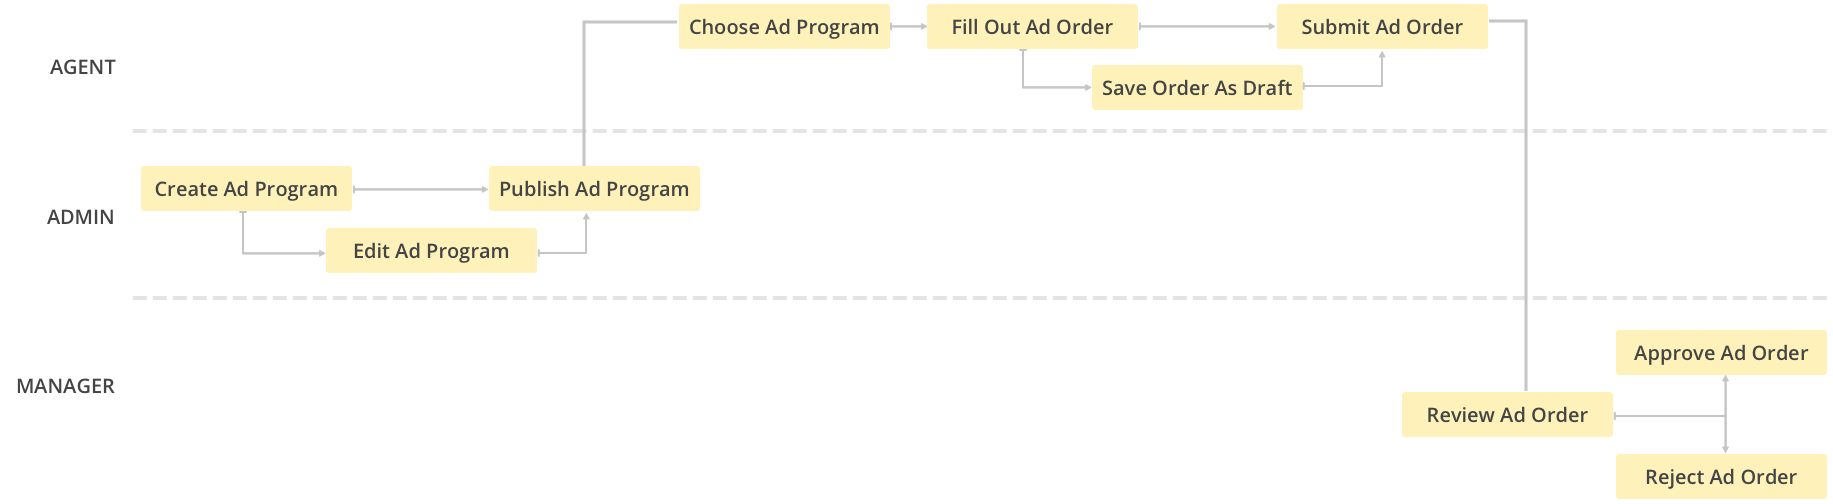 Choose Ad Program
Fill Out Ad Order
Submit Ad Order
AGENT
Save Order As Draft
Create Ad Program
Publish Ad Program
ADMIN
Edit Ad Program
Approve Ad Order
MANAGER
Review Ad Order
Reject Ad Order